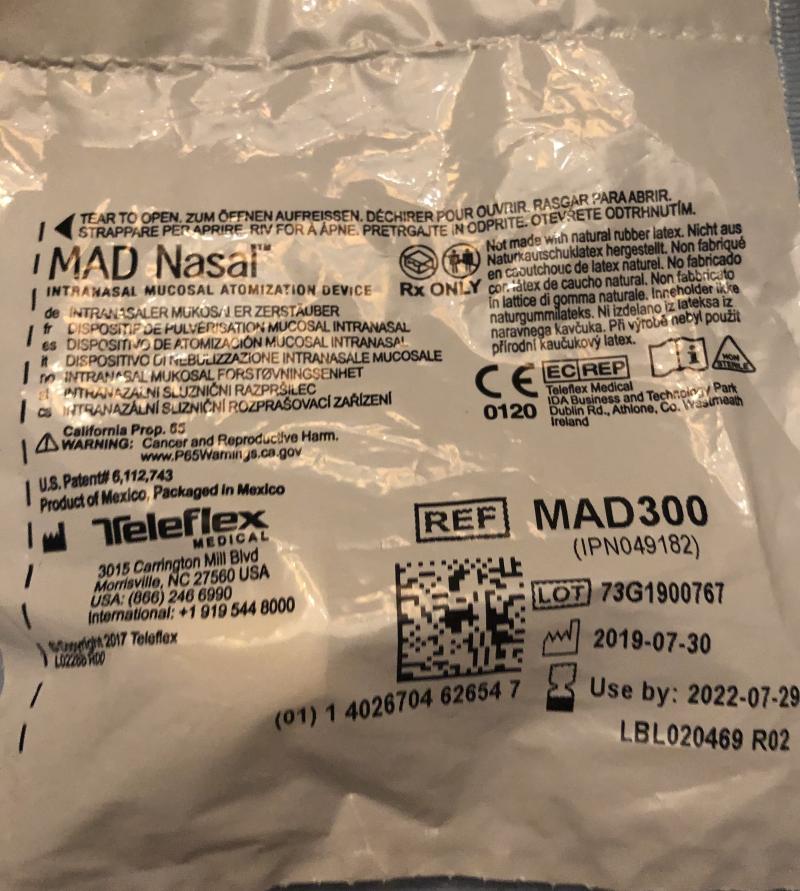 TEAR TO OPEN. ZUM ÖFFNEN AUFREISSEN. DÉCHIRER POUR OUVRIR. RASGAR PARA ABRIR.
STRAPPARE PER APRIRE. RIV FOR Å ÅPNE. PRETRGAJTE IN ODPRITE. OTEVŘETE ODTRHNUTÍM.
MAD Nasal™
INTRANASAL MUCOSAL ATOMIZATION DEVICE
Rx ONLY
de INTRANASALER MUKOSALER ZERSTÄUBER
fr DISPOSITIF DE PULVÉRISATION MUCOSAL INTRANASAL
es DISPOSITIVO DE ATOMIZACIÓN MUCOSAL INTRANASAL
it DISPOSITIVO DI NEBULIZZAZIONE INTRANASALE MUCOSALE
no INTRANASAL MUKOSAL FORSTØVNINGSENHET
sl INTRANAZALNI SLUZNIČNI RAZPRŠILEC
cs INTRANAZÁLNÍ SLIZNIČNÍ ROZPRAŠOVACÍ ZAŘÍZENÍ
Not made with natural rubber latex. Nicht aus
Naturkautschuklatex hergestellt. Non fabriqué
en caoutchouc de latex naturel. No fabricado
con látex de caucho natural. Non fabbricato
in lattice di gomma naturale. Inneholder ikke
naturgummilateks. Ni izdelano iz lateksa iz
naravnega kavčuka. Při výrobě nebyl použit
přírodní kaučukový latex.
CE
0120
EC REP
NON
STERILE
Teleflex Medical
IDA Business and Technology Park
Dublin Rd., Athlone, Co. Westmeath
Ireland
California Prop. 65
WARNING: Cancer and Reproductive Harm.
www.P65Warnings.ca.gov
U.S. Patent# 6,112,743
Product of Mexico, Packaged in Mexico
Teleflex
MEDICAL
3015 Carrington Mill Blvd
Morrisville, NC 27560 USA
USA: (866) 246 6990
International: +1 919 544 8000
Copyright 2017 Teleflex
REF MAD300
(IPN049182)
LOT 73G1900767
2019-07-30
Use by: 2022-07-29
(01) 1 4026704 62654 7
LBL020469 R02